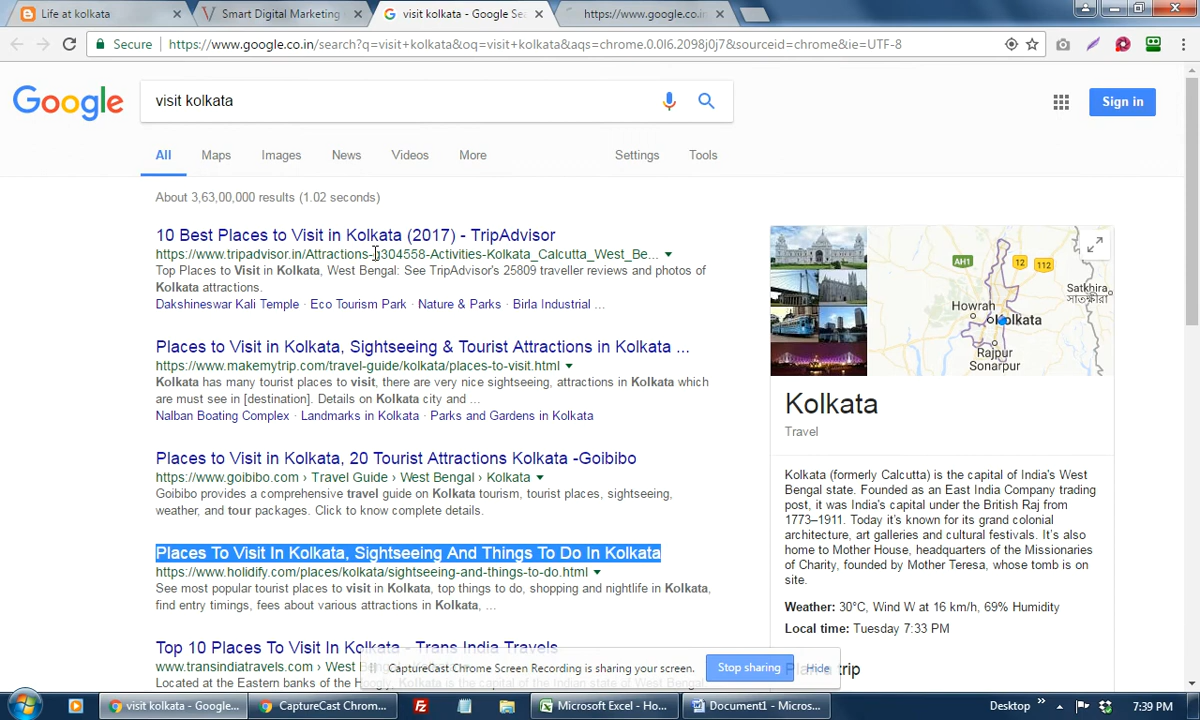 Life at kolkata
Smart Digital Marketing
visit kolkata - Google Se
https://www.google.co.in
Secure
https://www.google.co.in/search?q=visit+kolkata&oq=visit+kolkata&aqs=chrome.0.0l6.2098j0j7&sourceid=chrome&ie=UTF-8
Google
visit kolkata
Sign in
All
Maps
Images
News
Videos
More
Settings
Tools
About 3,63,00,000 results (1.02 seconds)
10 Best Places to Visit in Kolkata (2017) - TripAdvisor
https://www.tripadvisor.in/Attractions-g304558-Activities-Kolkata_Calcutta_West_Be...
Top Places to Visit in Kolkata, West Bengal: See TripAdvisor's 25809 traveller reviews and photos of
Kolkata attractions.
Dakshineswar Kali Temple · Eco Tourism Park · Nature & Parks · Birla Industrial ...
Places to Visit in Kolkata, Sightseeing & Tourist Attractions in Kolkata ...
https://www.makemytrip.com/travel-guide/kolkata/places-to-visit.html
Kolkata has many tourist places to visit, there are very nice sightseeing, attractions in Kolkata which
are must see in [destination]. Details on Kolkata city and ...
Nalban Boating Complex · Landmarks in Kolkata · Parks and Gardens in Kolkata
Places to Visit in Kolkata, 20 Tourist Attractions Kolkata -Goibibo
https://www.goibibo.com › Travel Guide › West Bengal › Kolkata
Goibibo provides a comprehensive travel guide on Kolkata tourism, tourist places, sightseeing,
weather, and tour packages. Click to know complete details.
Places To Visit In Kolkata, Sightseeing And Things To Do In Kolkata
https://www.holidify.com/places/kolkata/sightseeing-and-things-to-do.html
See most popular tourist places to visit in Kolkata, top things to do, shopping and nightlife in Kolkata,
find entry timings, fees about various attractions in Kolkata, ...
Top 10 Places To Visit In Kolkata - Trans India Travels
www.transindiatravels.com › West
Located at the Eastern banks of the Hoogly, Kolkata is the capital of the Indian state of West Bengal
AH1
12
112
Satkhira
সাতক্ষীরা
Howrah
Kolkata
Rajpur
Sonarpur
Kolkata
Travel
Kolkata (formerly Calcutta) is the capital of India's West
Bengal state. Founded as an East India Company trading
post, it was India's capital under the British Raj from
1773–1911. Today it's known for its grand colonial
architecture, art galleries and cultural festivals. It's also
home to Mother House, headquarters of the Missionaries
of Charity, founded by Mother Teresa, whose tomb is on
site.
Weather: 30°C, Wind W at 16 km/h, 69% Humidity
Local time: Tuesday 7:33 PM
Plan a trip
CaptureCast Chrome Screen Recording is sharing your screen.
Stop sharing
Hide
visit kolkata - Google...
CaptureCast Chrom...
Microsoft Excel - Ho...
Document1 - Micros...
Desktop
7:39 PM